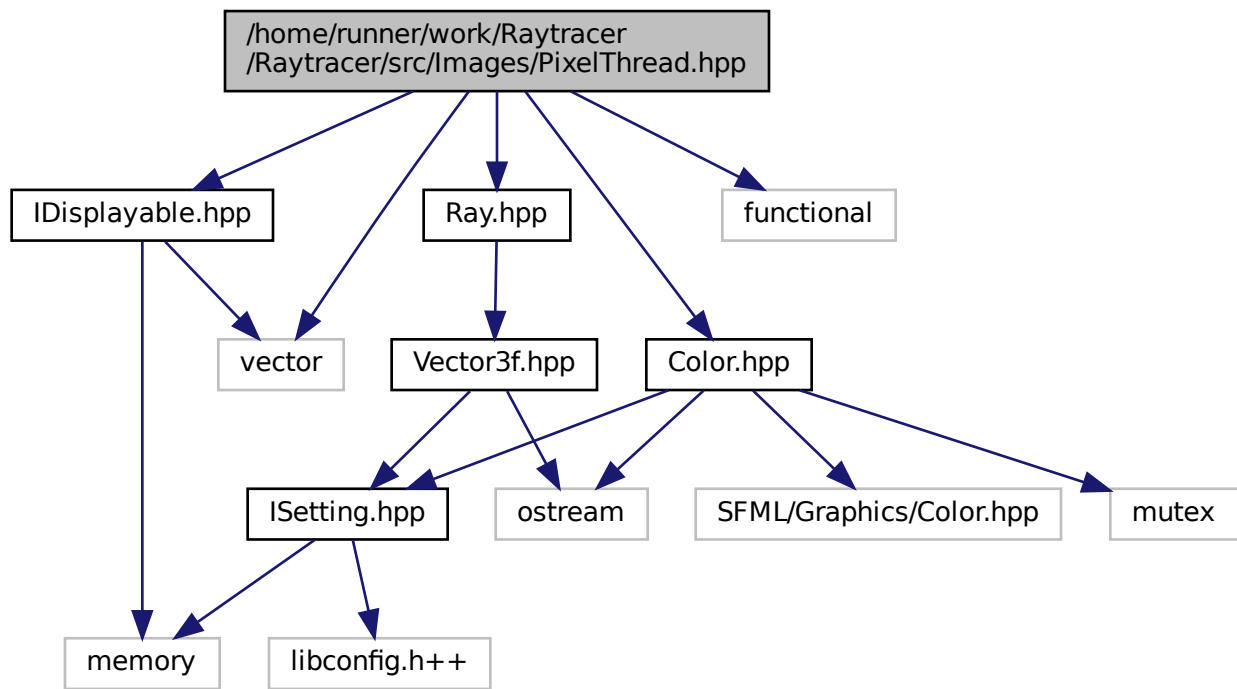 /home/runner/work/Raytracer
/Raytracer/src/Images/PixelThread.hpp
IDisplayable.hpp
Ray.hpp
functional
vector
Vector3f.hpp
Color.hpp
ISetting.hpp
ostream
SFML/Graphics/Color.hpp
mutex
memory
libconfig.h++